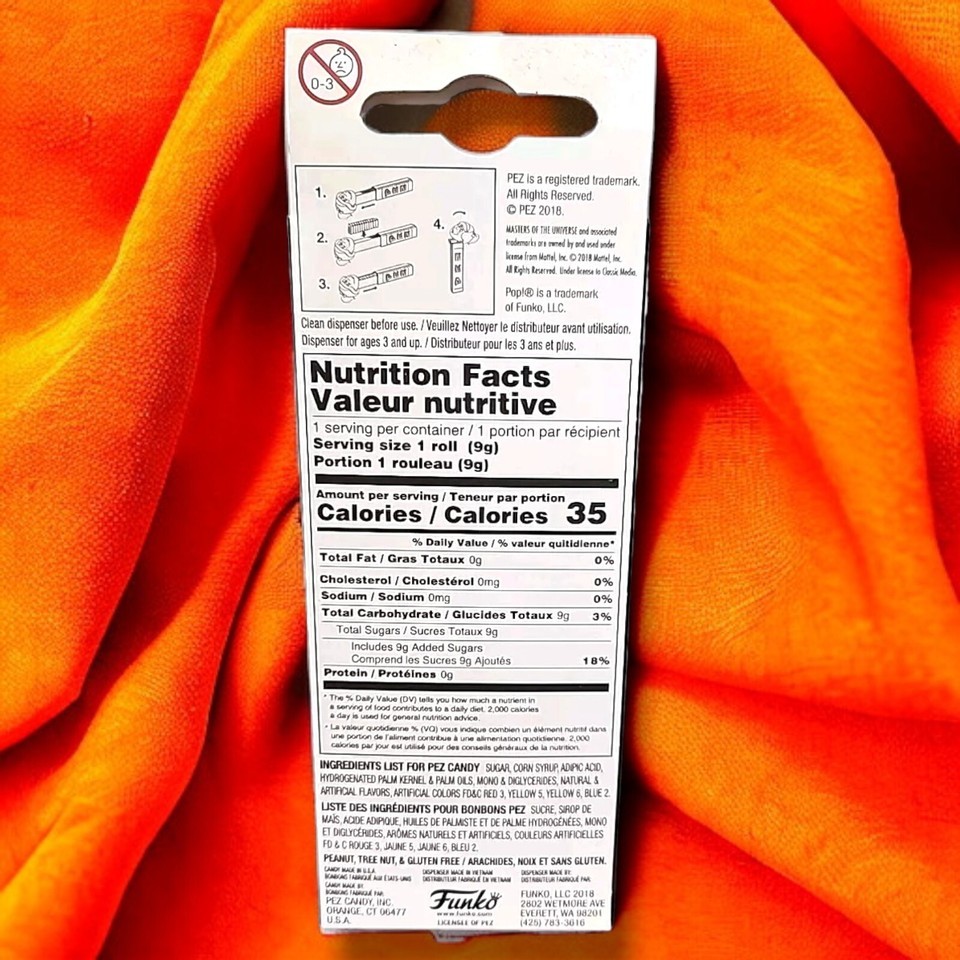 0-3
1.
2.
3.
4.
PEZ is a registered trademark.
All Rights Reserved.
© PEZ 2018.
MASTERS OF THE UNIVERSE and associated
trademarks are owned by and used under
license from Mattel, Inc. © 2018 Mattel, Inc.
All Rights Reserved. Under license to Classic Media.
Pop!® is a trademark
of Funko, LLC.
Clean dispenser before use. / Veuillez Nettoyer le distributeur avant utilisation.
Dispenser for ages 3 and up. / Distributeur pour les 3 ans et plus.
Nutrition Facts
Valeur nutritive
1 serving per container / 1 portion par récipient
Serving size 1 roll (9g)
Portion 1 rouleau (9g)
Amount per serving / Teneur par portion
Calories / Calories 35
% Daily Value / % valeur quitidienne*
Total Fat / Gras Totaux 0g 0%
Cholesterol / Cholestérol 0mg 0%
Sodium / Sodium 0mg 0%
Total Carbohydrate / Glucides Totaux 9g 3%
Total Sugars / Sucres Totaux 9g
Includes 9g Added Sugars
Comprend les Sucres 9g Ajoutés 18%
Protein / Protéines 0g
* The % Daily Value (DV) tells you how much a nutrient in
a serving of food contributes to a daily diet. 2,000 calories
a day is used for general nutrition advice.
* La valeur quotidienne % (VQ) vous indique combien un élément nutritif dans
une portion de l'aliment contribue à une alimentation quotidienne. 2,000
calories par jour est utilisé pour des conseils généraux de la nutrition.
INGREDIENTS LIST FOR PEZ CANDY SUGAR, CORN SYRUP, ADIPIC ACID,
HYDROGENATED PALM KERNEL & PALM OILS, MONO & DIGLYCERIDES, NATURAL &
ARTIFICIAL FLAVORS, ARTIFICIAL COLORS FD&C RED 3, YELLOW 5, YELLOW 6, BLUE 2.
LISTE DES INGRÉDIENTS POUR BONBONS PEZ SUCRE, SIROP DE
MAÏS, ACIDE ADIPIQUE, HUILES DE PALMISTE ET DE PALME HYDROGÉNÉES, MONO
ET DIGLYCÉRIDES, ARÔMES NATURELS ET ARTIFICIELS, COULEURS ARTIFICIELLES
FD & C ROUGE 3, JAUNE 5, JAUNE 6, BLEU 2.
PEANUT, TREE NUT, & GLUTEN FREE / ARACHIDES, NOIX ET SANS GLUTEN.
CANDY MADE IN U.S.A.
BONBONS FABRIQUÉ AUX ÉTATS-UNIS
CANDY MADE BY:
BONBONS FABRIQUÉ PAR:
PEZ CANDY, INC.
ORANGE, CT 06477
U.S.A.
DISPENSER MADE IN VIETNAM
DISTRIBUTEUR FABRIQUÉ EN VIETNAM
Funko
www.funko.com
LICENSEE OF PEZ
DISPENSER MADE BY:
DISTRIBUTEUR FABRIQUÉ PAR:
FUNKO, LLC 2018
2802 WETMORE AVE
EVERETT, WA 98201
(425) 783-3616